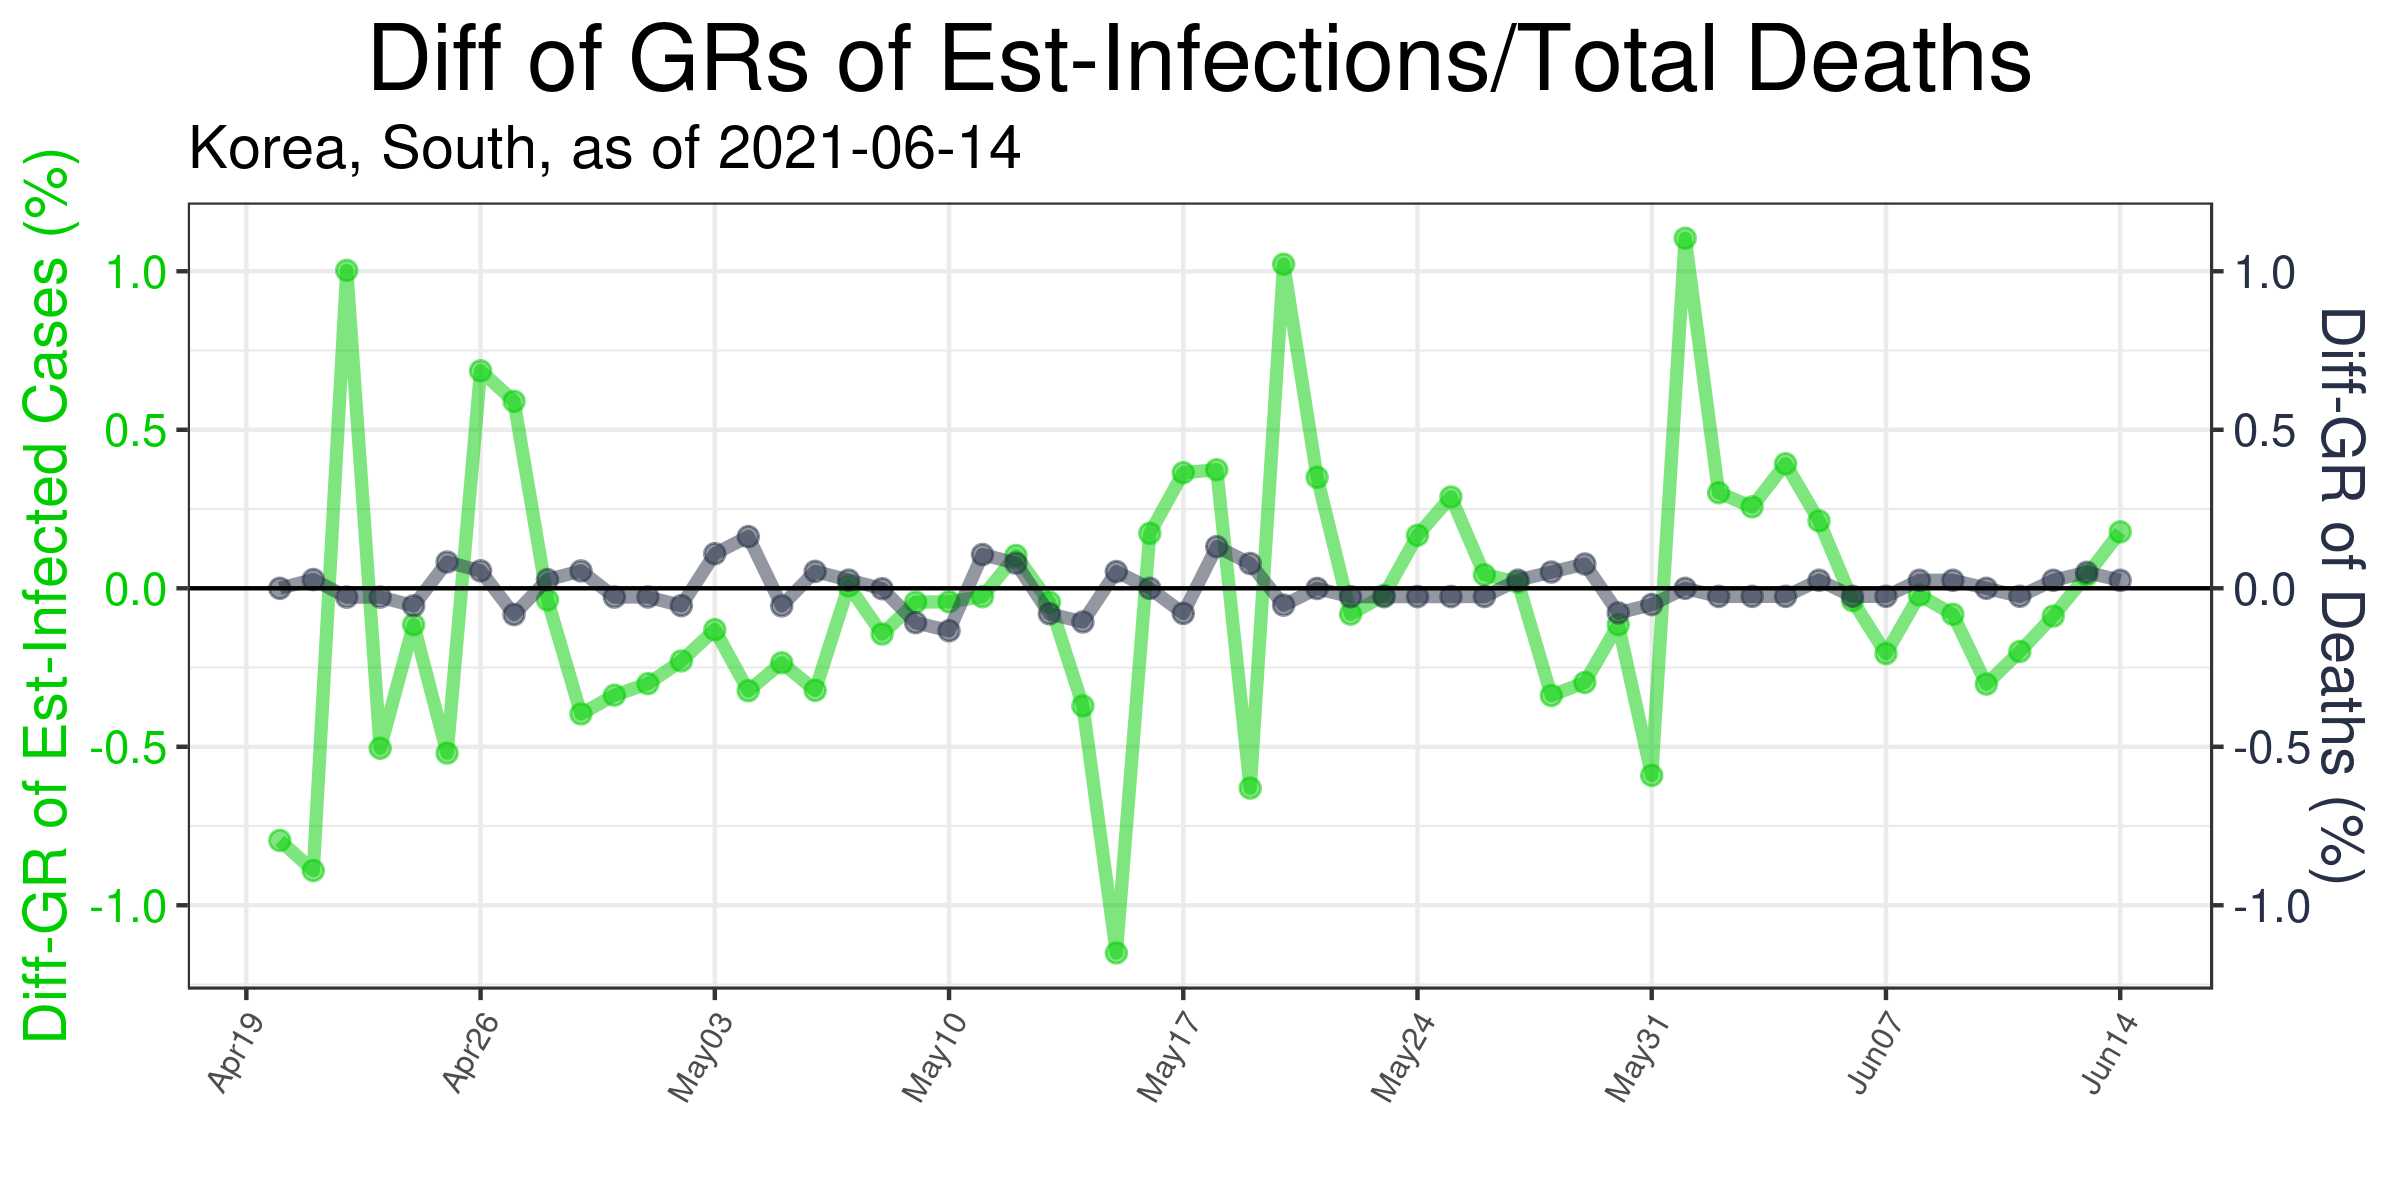 Diff of GRs of Est-Infections/Total Deaths
Korea, South, as of 2021-06-14
Diff-GR of Est-Infected Cases (%)
1.0
0.5
0.0
-0.5
-1.0
1.0
0.5
0.0
-0.5
-1.0
Diff-GR of Deaths (%)
Apr19
Apr26
May03
May10
May17
May24
May31
Jun07
Jun14